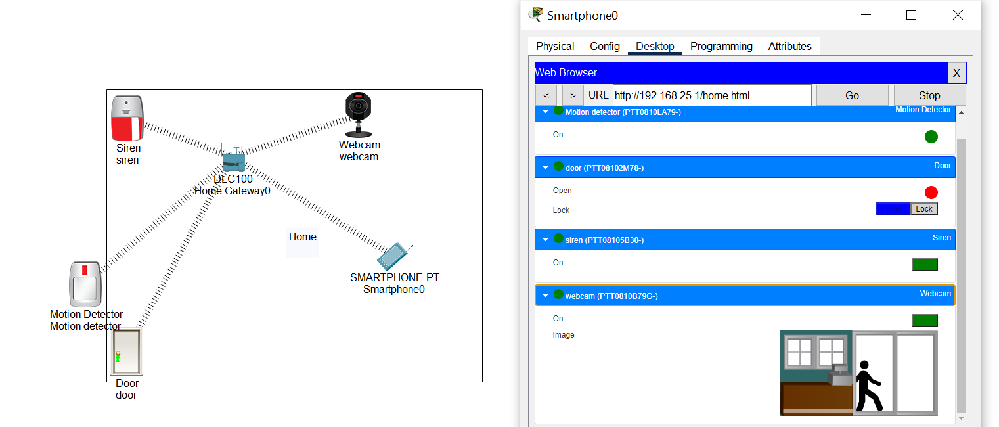 Smartphone0
Physical Config Desktop Programming Attributes
Web Browser
X
< > URL http://192.168.25.1/home.html Go Stop
Motion detector (PTT0810LA79-) Motion Detector
On
door (PTT08102M78-) Door
Open
Lock Lock
siren (PTT08105B30-) Siren
On
webcam (PTT0810B79G-) Webcam
On
Image
Siren
siren
Webcam
webcam
DLC100
Home Gateway0
Home
SMARTPHONE-PT
Smartphone0
Motion Detector
Motion detector
Door
door